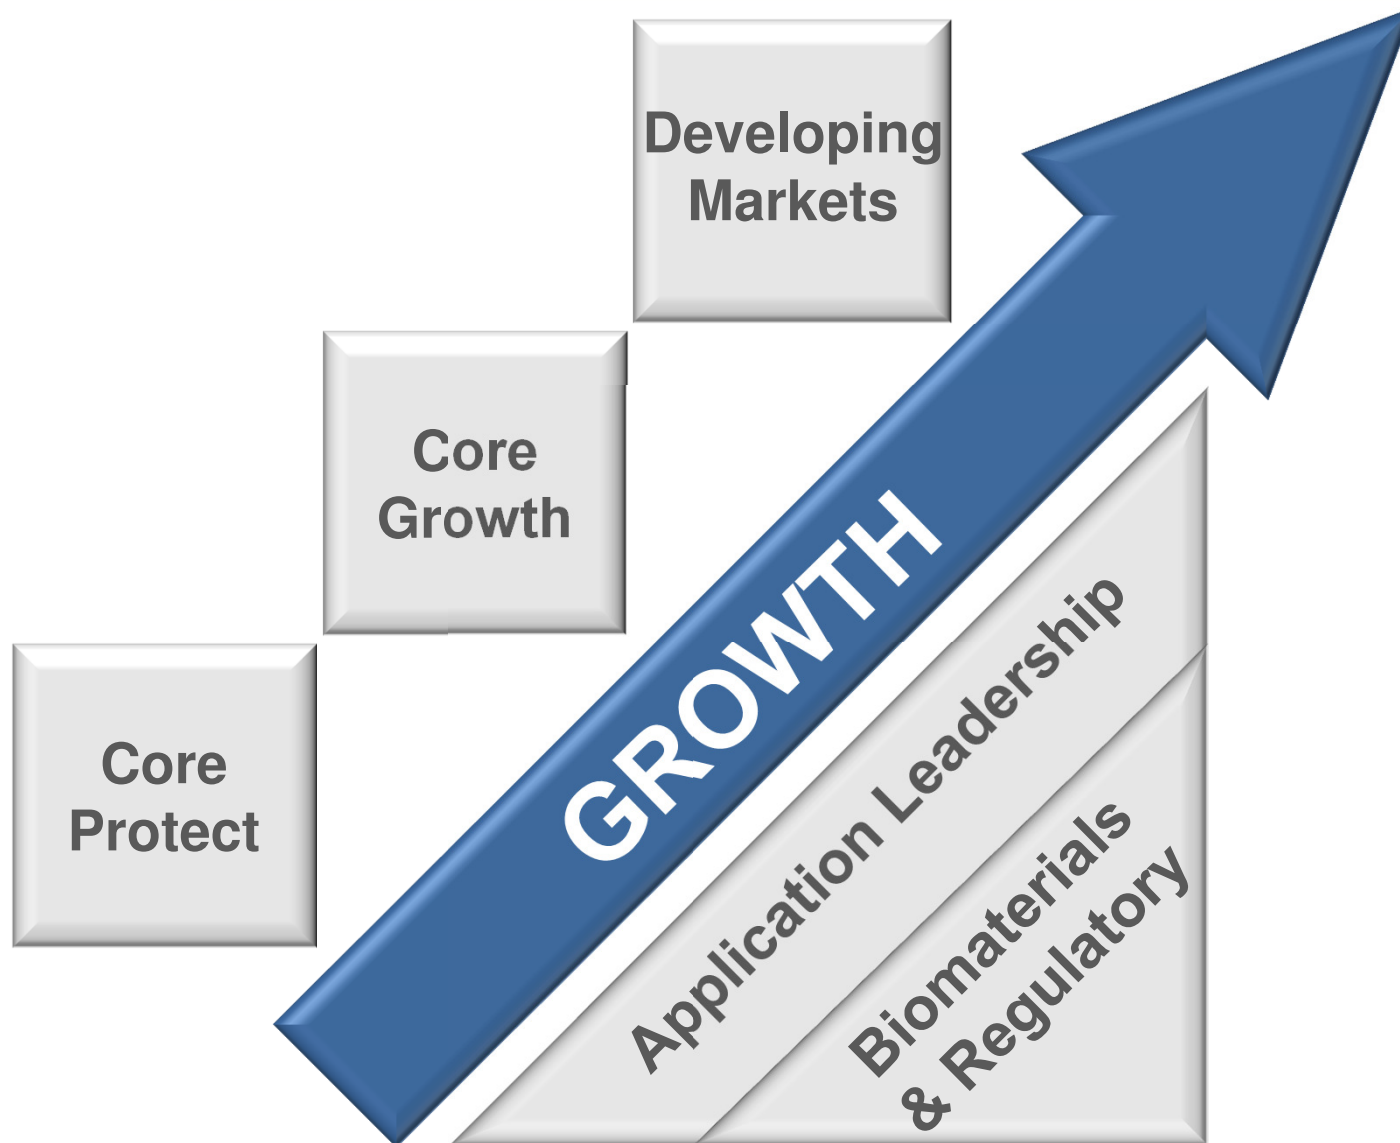 Developing
Markets
Core
Growth
Core
Protect
GROWTH
Application Leadership
Biomaterials
& Regulatory